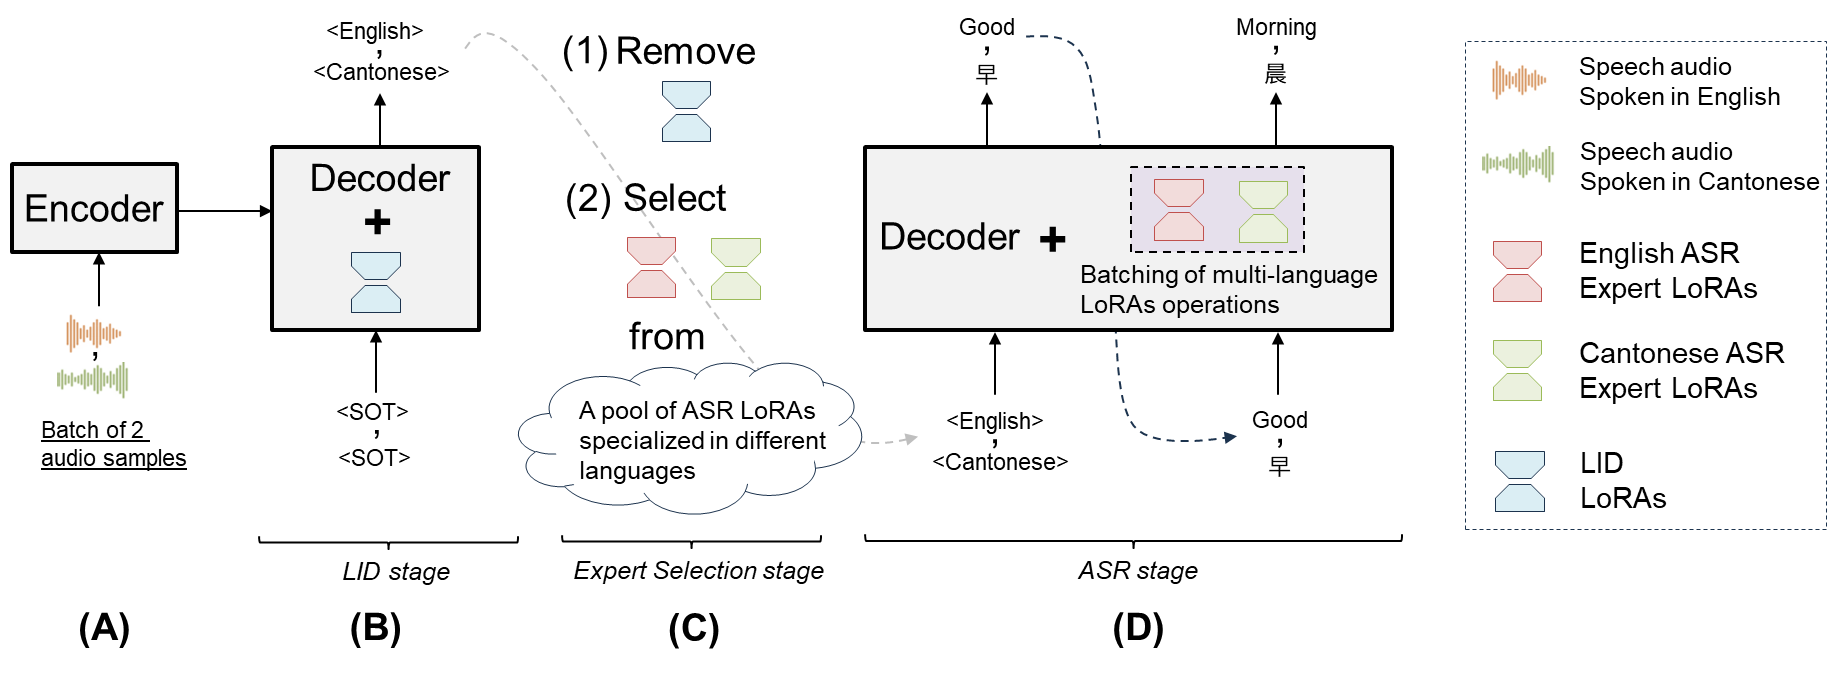 Encoder
,
Batch of 2
audio samples
(A)
<English>
,
<Cantonese>
Decoder
+
<SOT>
,
<SOT>
LID stage
(B)
(1) Remove
(2) Select
from
A pool of ASR LoRAs
specialized in different
languages
Expert Selection stage
(C)
Good
,
早
Morning
,
晨
Decoder +
Batching of multi-language
LoRAs operations
<English>
,
<Cantonese>
Good
,
早
ASR stage
(D)
Speech audio
Spoken in English
Speech audio
Spoken in Cantonese
English ASR
Expert LoRAs
Cantonese ASR
Expert LoRAs
LID
LoRAs